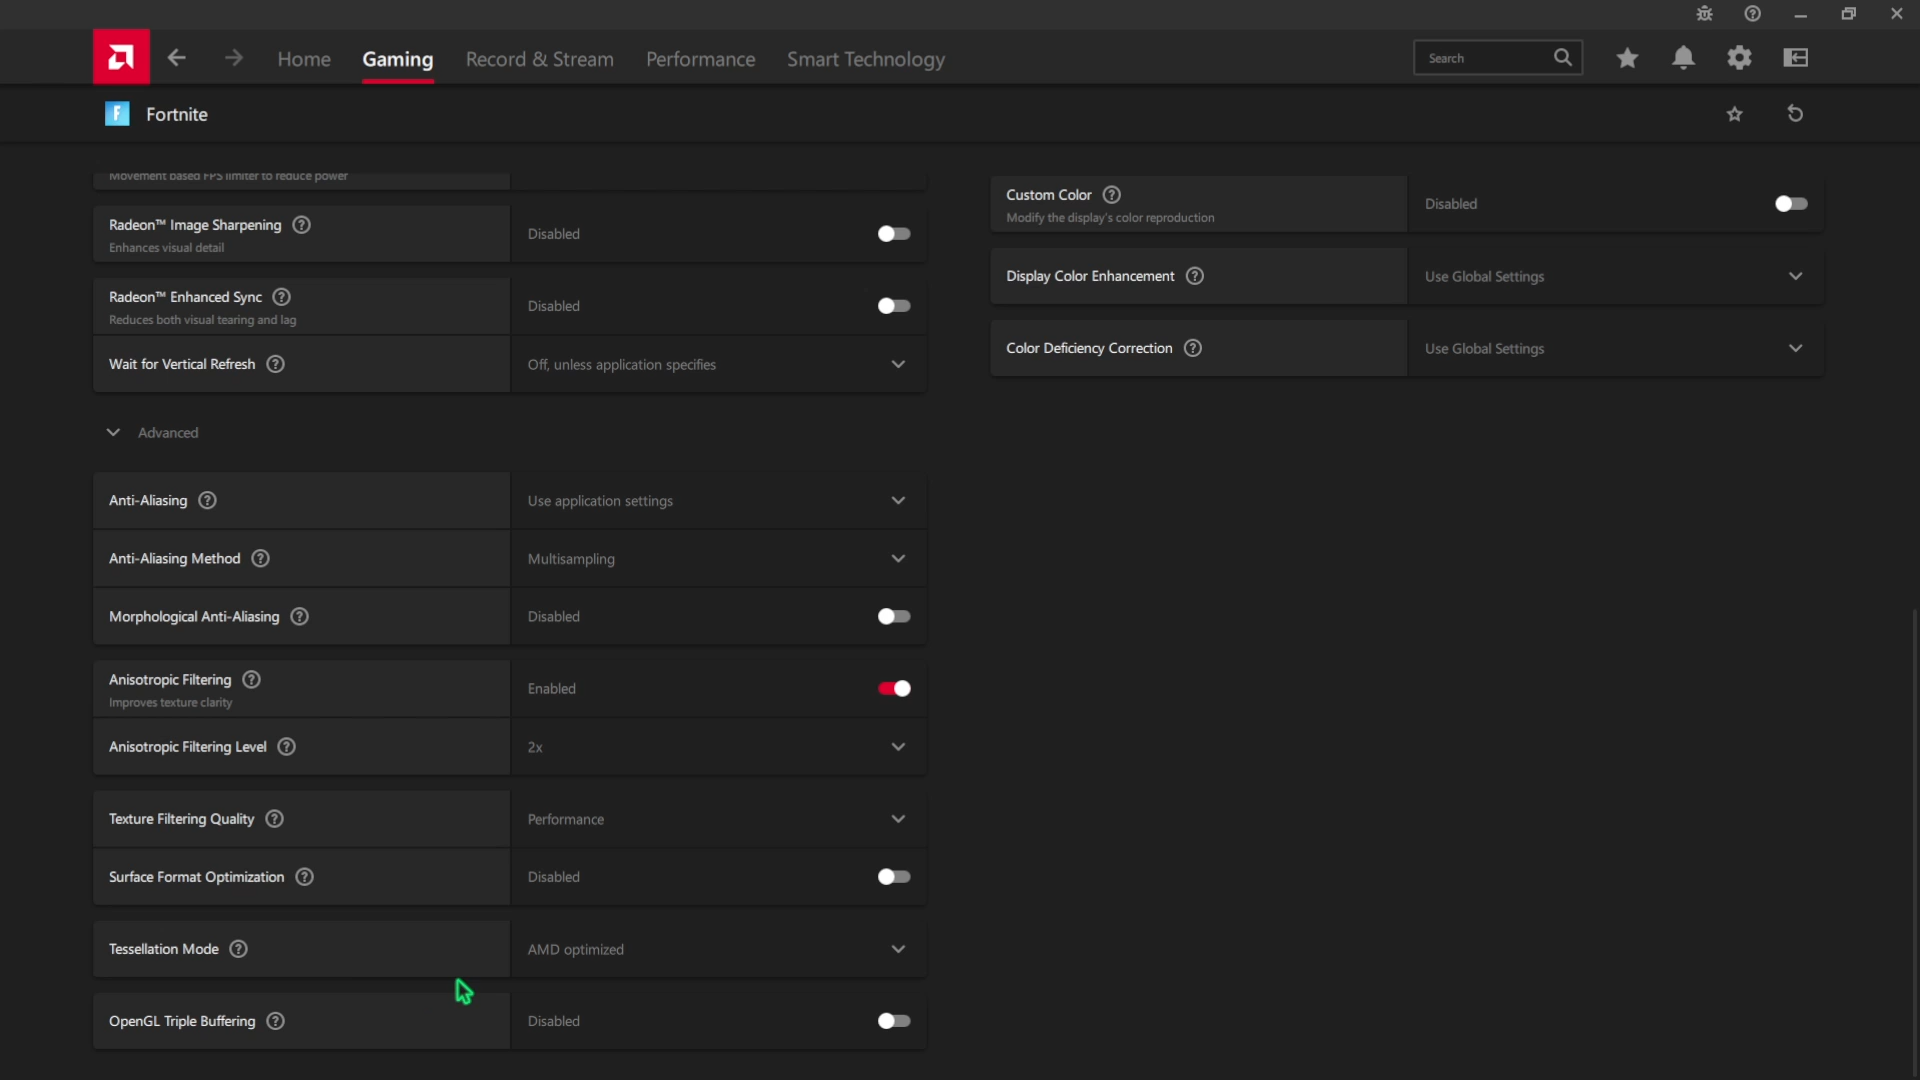 Home
Gaming
Record & Stream
Performance
Smart Technology
Search
F
Fortnite
Movement based FPS limiter to reduce power
Radeon™ Image Sharpening
Enhances visual detail
Disabled
Radeon™ Enhanced Sync
Reduces both visual tearing and lag
Disabled
Wait for Vertical Refresh
Off, unless application specifies
Advanced
Anti-Aliasing
Use application settings
Anti-Aliasing Method
Multisampling
Morphological Anti-Aliasing
Disabled
Anisotropic Filtering
Improves texture clarity
Enabled
Anisotropic Filtering Level
2x
Texture Filtering Quality
Performance
Surface Format Optimization
Disabled
Tessellation Mode
AMD optimized
OpenGL Triple Buffering
Disabled
Custom Color
Modify the display's color reproduction
Disabled
Display Color Enhancement
Use Global Settings
Color Deficiency Correction
Use Global Settings